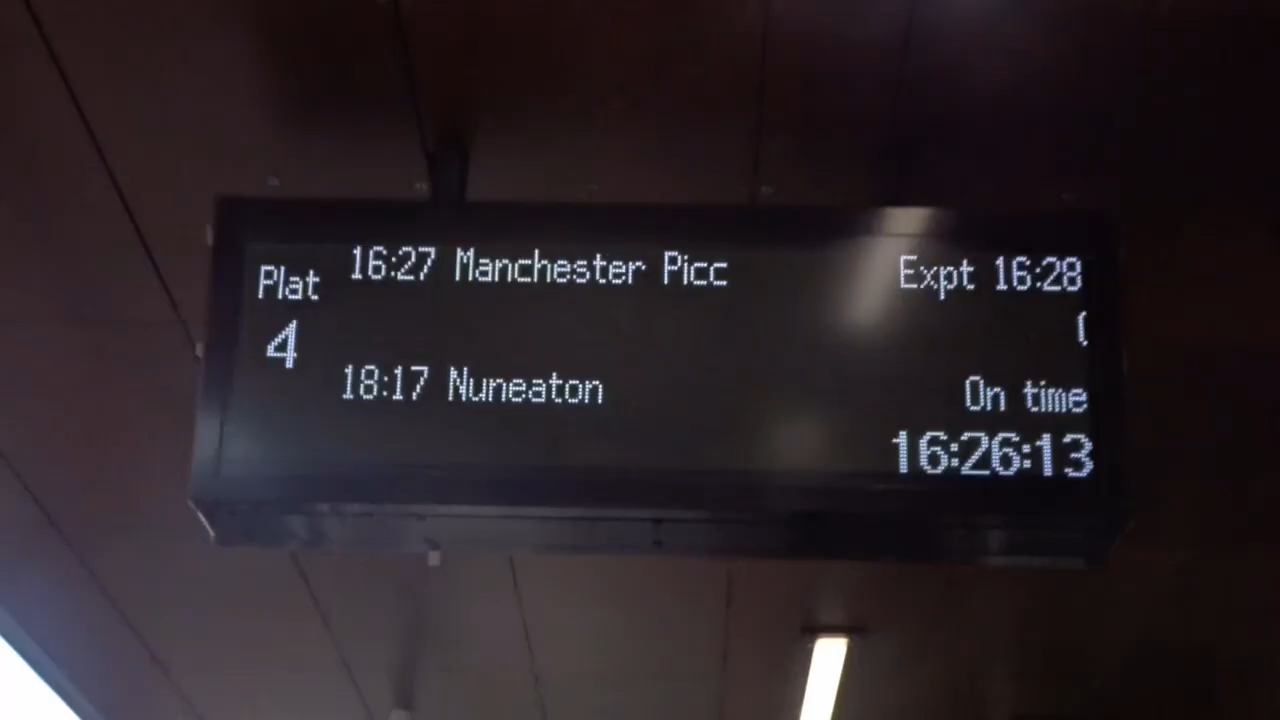 Plat
4
16:27 Manchester Picc Expt 16:28
18:17 Nuneaton On time
16:26:13